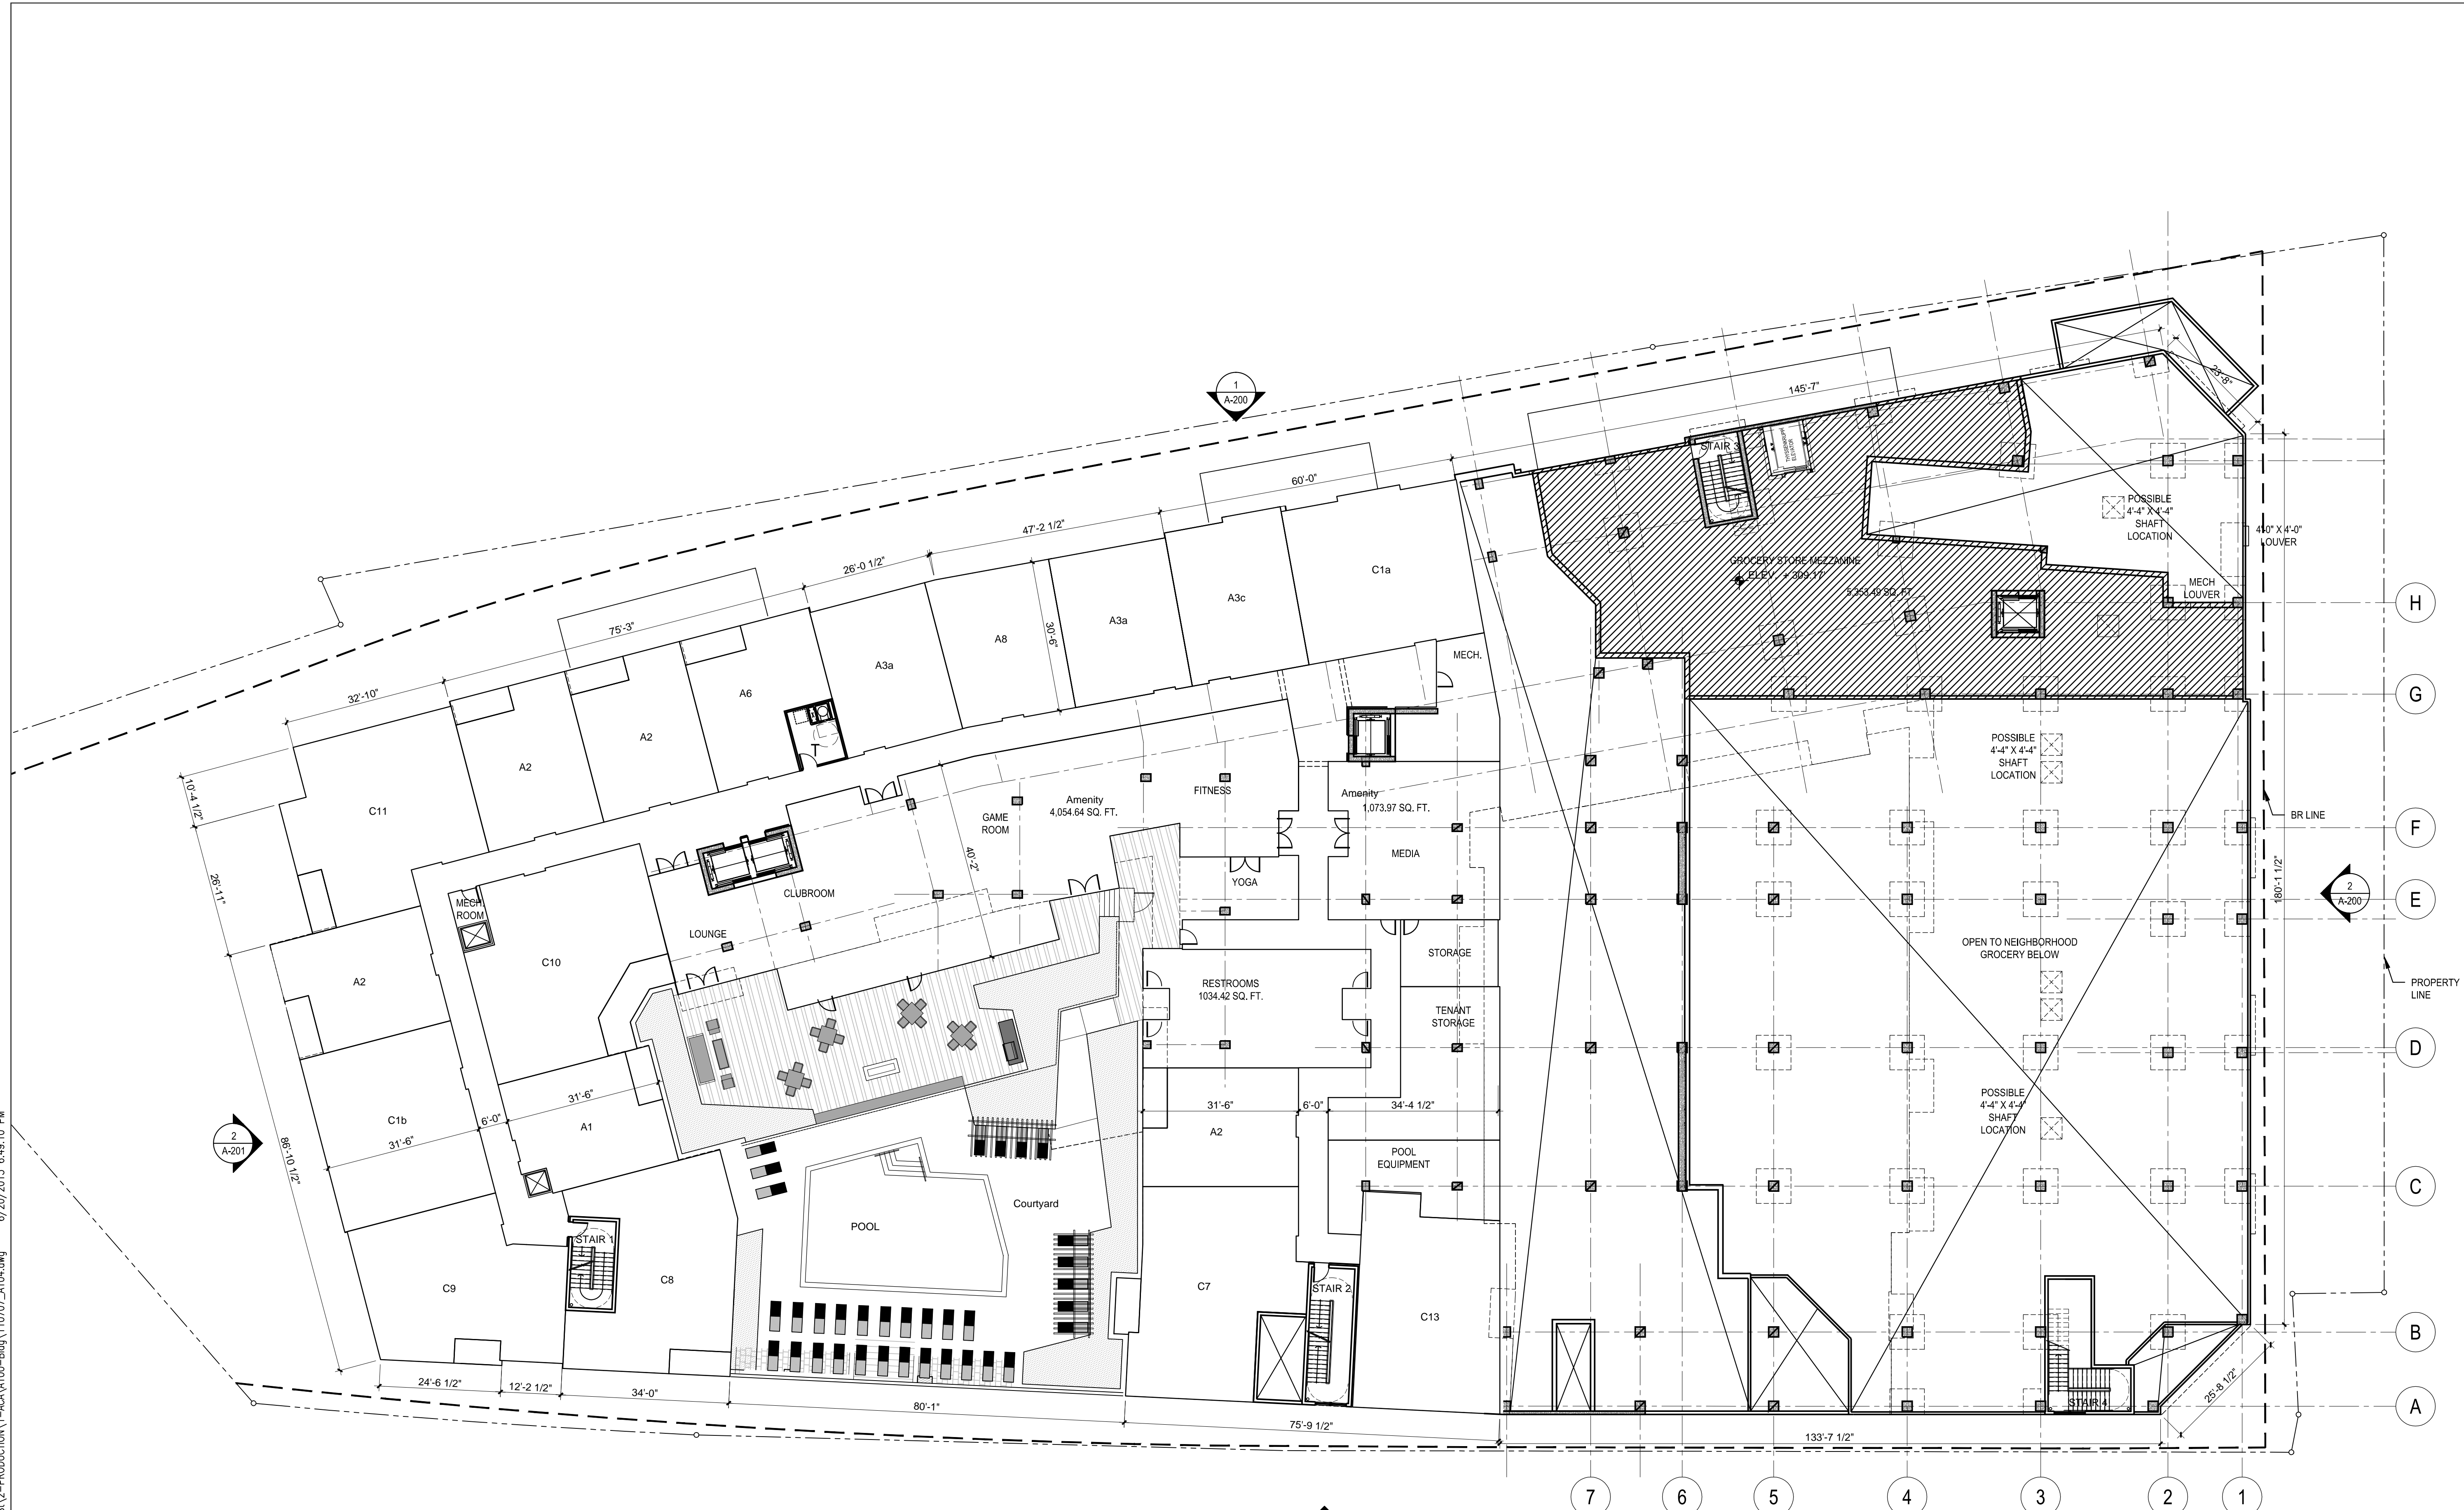 1
A-200
145'-7"
23'-8"
STAIR 3
THYSSENKRUPP
ELEVATOR
60'-0"
47'-2 1/2"
26'-0 1/2"
75'-3"
32'-10"
10'-4 1/2"
26'-11"
86'-10 1/2"
30'-6"
C1a
A3c
A3a
A8
A3a
A6
A2
A2
C11
MECH.
POSSIBLE
4'-4" X 4'-4"
SHAFT
LOCATION
4'-0" X 4'-0"
LOUVER
GROCERY STORE MEZZANINE
ELEV. + 309.17'
5,353.49 SQ. FT.
MECH
LOUVER
H
G
POSSIBLE
4'-4" X 4'-4"
SHAFT
LOCATION
BR LINE
FITNESS
Amenity
4,054.64 SQ. FT.
GAME
ROOM
Amenity
1,073.97 SQ. FT.
F
MEDIA
40'-2"
YOGA
CLUBROOM
180'-1 1/2"
2
A-200
E
MECH.
ROOM
LOUNGE
C10
A2
STORAGE
OPEN TO NEIGHBORHOOD
GROCERY BELOW
RESTROOMS
1034.42 SQ. FT.
PROPERTY
LINE
TENANT
STORAGE
D
31'-6"
6'-0"
31'-6"
C1b
A1
31'-6"
6'-0"
34'-4 1/2"
POSSIBLE
4'-4" X 4'-4"
SHAFT
LOCATION
2
A-201
A2
POOL
EQUIPMENT
C
Courtyard
POOL
STAIR 1
C9
C8
C7
STAIR 2
C13
B
24'-6 1/2"
12'-2 1/2"
34'-0"
80'-1"
75'-9 1/2"
133'-7 1/2"
25'-8 1/2"
STAIR 4
A
7
6
5
4
3
2
1